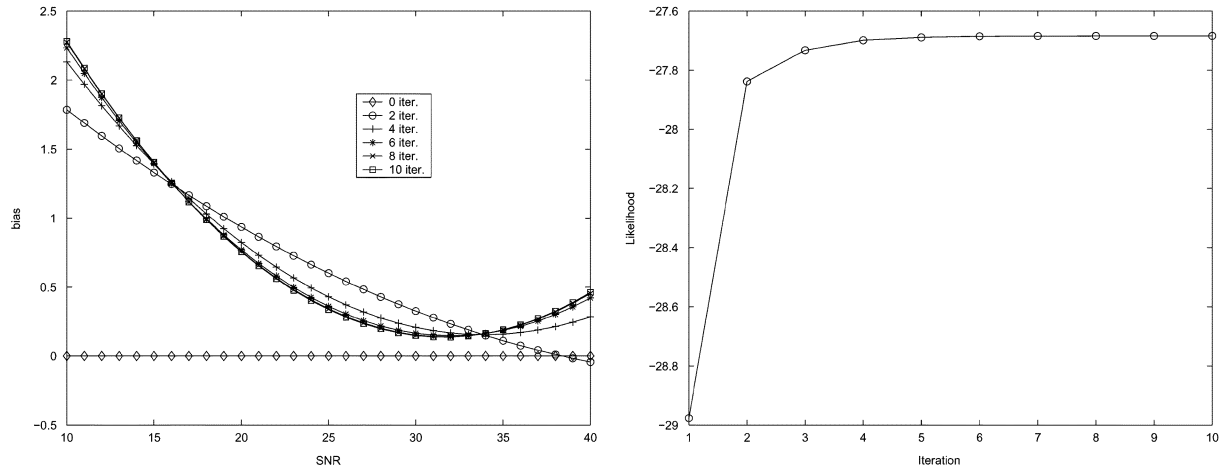 2.5
2
1.5
1
0.5
0
−0.5
bias
0 iter.
2 iter.
4 iter.
6 iter.
8 iter.
10 iter.
10 15 20 25 30 35 40
SNR
−27.6
−27.8
−28
−28.2
−28.4
−28.6
−28.8
−29
Likelihood
1 2 3 4 5 6 7 8 9 10
Iteration